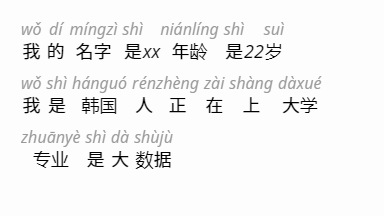 wǒ dí míngzì shì niánlíng shì suì
我 的 名字 是xx 年龄 是22岁
wǒ shì hánguó rénzhèng zài shàng dàxué
我 是 韩国 人 正 在 上 大学
zhuānyè shì dà shùjù
专业 是 大 数据